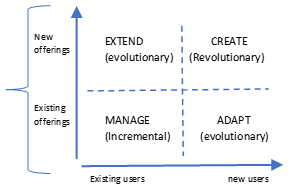 New
offerings
EXTEND
(evolutionary)
CREATE
(Revolutionary)
Existing
offerings
MANAGE
(Incremental)
ADAPT
(evolutionary)
Existing users
new users